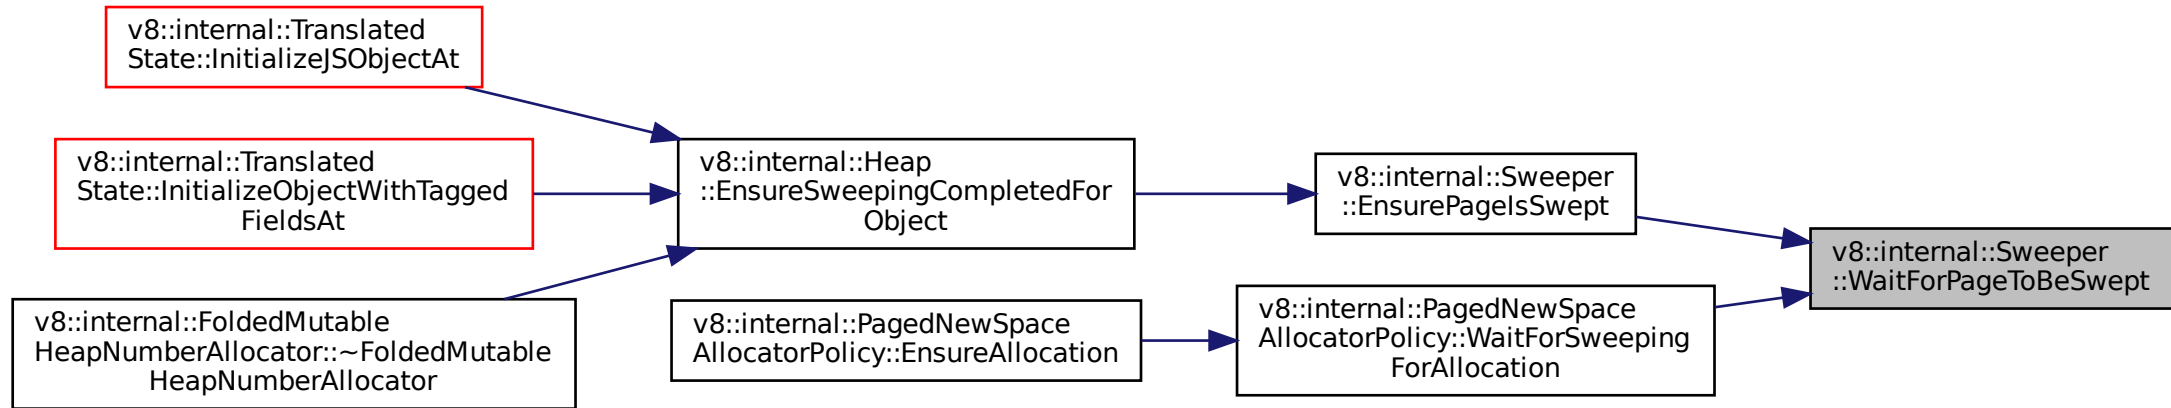 v8::internal::Translated
State::InitializeJSObjectAt
v8::internal::Translated
State::InitializeObjectWithTagged
FieldsAt
v8::internal::FoldedMutable
HeapNumberAllocator::~FoldedMutable
HeapNumberAllocator
v8::internal::Heap
::EnsureSweepingCompletedFor
Object
v8::internal::PagedNewSpace
AllocatorPolicy::EnsureAllocation
v8::internal::Sweeper
::EnsurePageIsSwept
v8::internal::PagedNewSpace
AllocatorPolicy::WaitForSweeping
ForAllocation
v8::internal::Sweeper
::WaitForPageToBeSwept